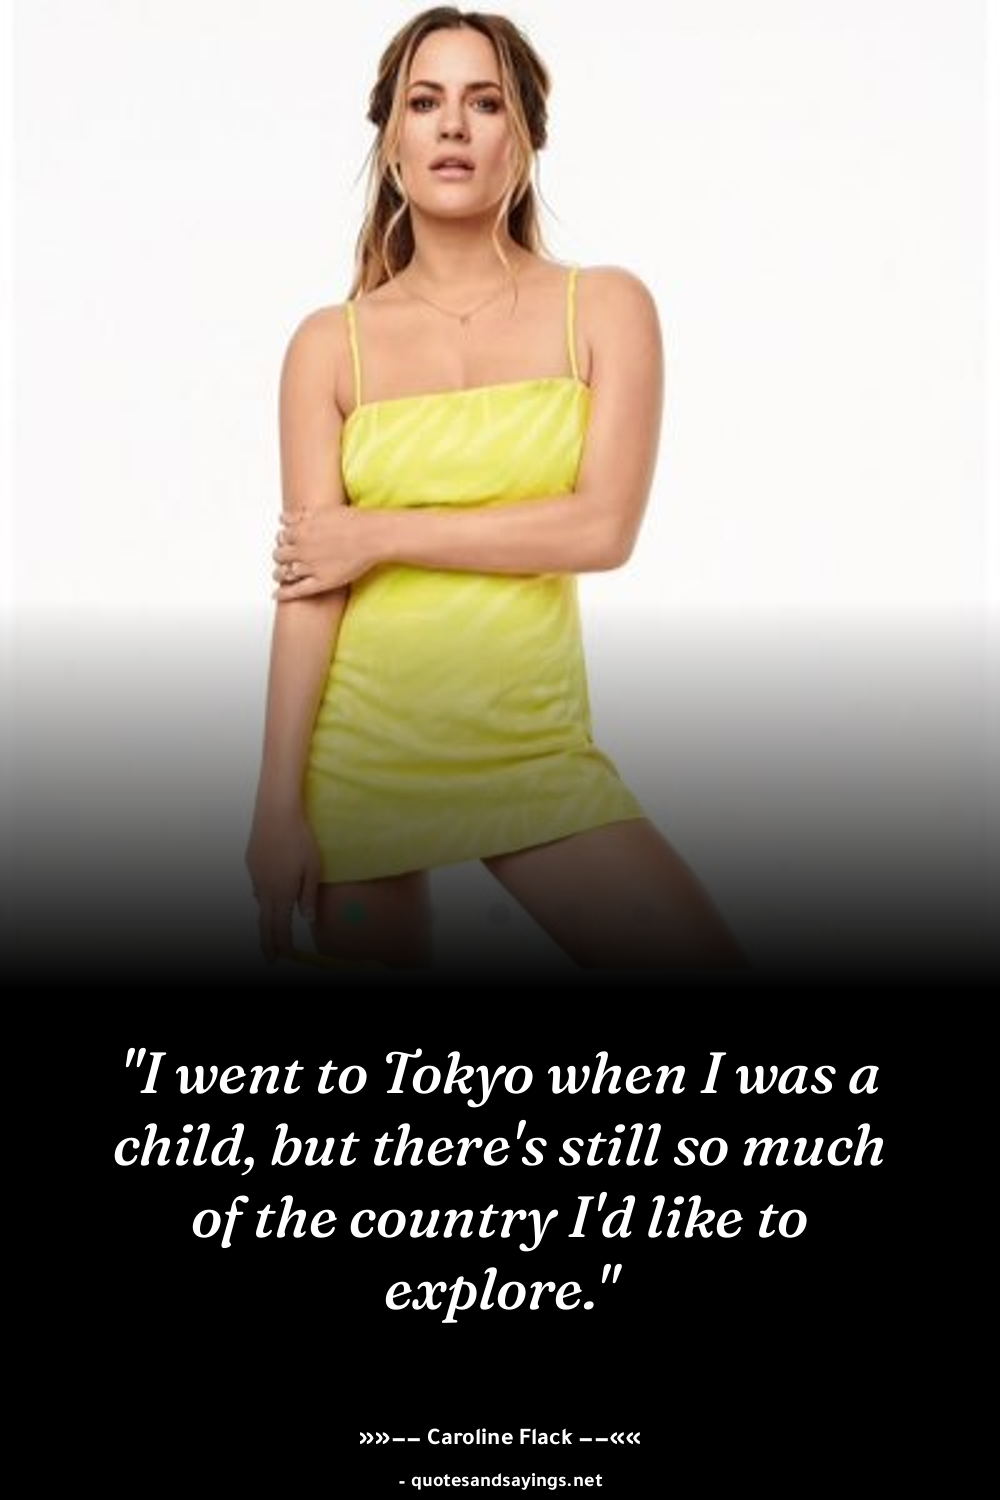 "I went to Tokyo when I was a
child, but there's still so much
of the country I'd like to
explore."
»»–– Caroline Flack ––««
- quotesandsayings.net